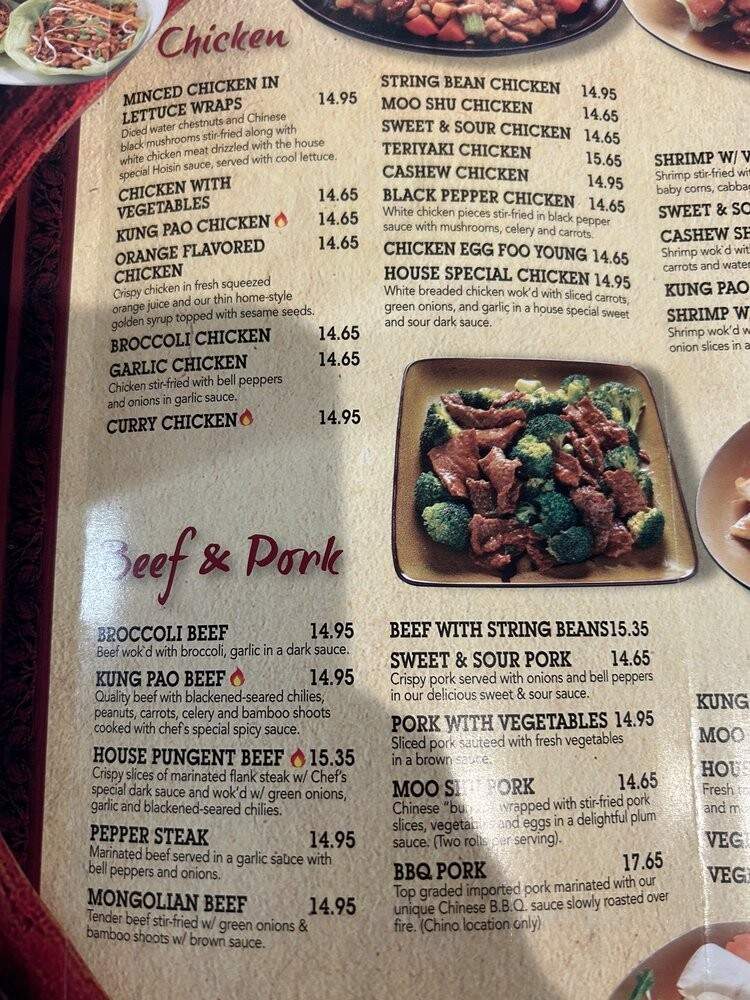 Chicken
MINCED CHICKEN IN
LETTUCE WRAPS 14.95
Diced water chestnuts and Chinese
black mushrooms stir-fried along with
white chicken meat drizzled with the house
special Hoisin sauce, served with cool lettuce.
CHICKEN WITH
VEGETABLES 14.65
KUNG PAO CHICKEN 14.65
ORANGE FLAVORED 14.65
CHICKEN
Crispy chicken in fresh squeezed
orange juice and our thin home-style
golden syrup topped with sesame seeds.
BROCCOLI CHICKEN 14.65
GARLIC CHICKEN 14.65
Chicken stir-fried with bell peppers
and onions in garlic sauce.
CURRY CHICKEN 14.95
STRING BEAN CHICKEN 14.95
MOO SHU CHICKEN 14.65
SWEET & SOUR CHICKEN 14.65
TERIYAKI CHICKEN 15.65
CASHEW CHICKEN 14.95
BLACK PEPPER CHICKEN 14.65
White chicken pieces stir-fried in black pepper
sauce with mushrooms, celery and carrots.
CHICKEN EGG FOO YOUNG 14.65
HOUSE SPECIAL CHICKEN 14.95
White breaded chicken wok'd with sliced carrots,
green onions, and garlic in a house special sweet
and sour dark sauce.
SHRIMP W/
Shrimp stir-fried
baby corns,
SWEET &
CASHEW
Shrimp wok'd
carrots and
KUNG PAO
SHRIMP
Shrimp wok'd
onion slices in
Beef & Pork
BROCCOLI BEEF 14.95
Beef wok'd with broccoli, garlic in a dark sauce.
KUNG PAO BEEF 14.95
Quality beef with blackened-seared chilies,
peanuts, carrots, celery and bamboo shoots
cooked with chef's special spicy sauce.
HOUSE PUNGENT BEEF 15.35
Crispy slices of marinated flank steak w/ Chef's
special dark sauce and wok'd w/ green onions,
garlic and blackened-seared chilies.
PEPPER STEAK 14.95
Marinated beef served in a garlic sauce with
bell peppers and onions.
MONGOLIAN BEEF 14.95
Tender beef stir-fried w/ green onions &
bamboo shoots w/ brown sauce.
BEEF WITH STRING BEANS 15.35
SWEET & SOUR PORK 14.65
Crispy pork served with onions and bell peppers
in our delicious sweet & sour sauce.
PORK WITH VEGETABLES 14.95
Sliced pork sauteed with fresh vegetables
in a brown sauce.
MOO PORK 14.65
Chinese wrapped with stir-fried pork
slices, and eggs in a delightful plum
sauce. (Two rolls per serving).
BBQ PORK 17.65
Top graded imported pork marinated with our
unique Chinese B.B.Q. sauce slowly roasted over
fire. (Chino location only)
KUNG
MOO
Fresh
and